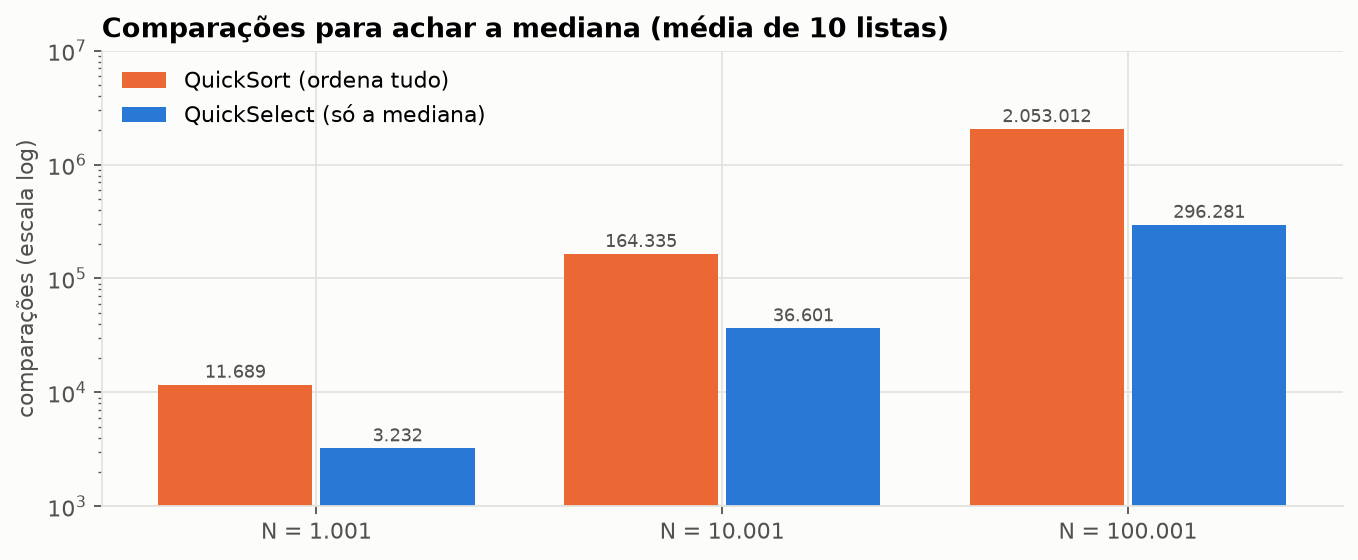 Comparações para achar a mediana (média de 10 listas)
QuickSort (ordena tudo)
QuickSelect (só a mediana)
comparações (escala log)
10⁷
10⁶
10⁵
10⁴
10³
11.689
3.232
164.335
36.601
2.053.012
296.281
N = 1.001
N = 10.001
N = 100.001